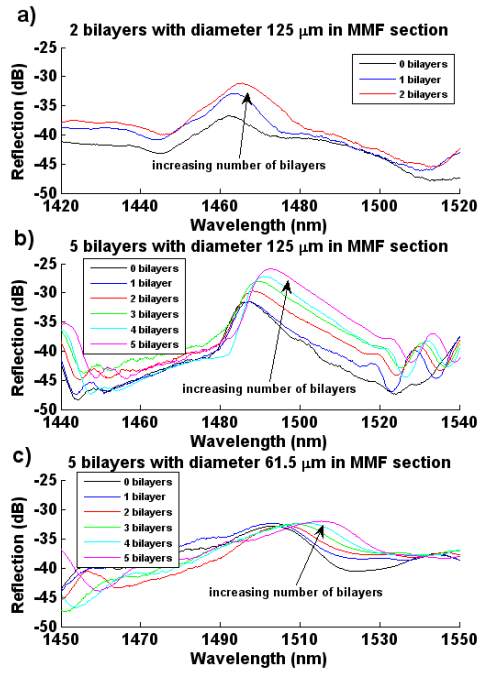 a)
2 bilayers with diameter 125 μm in MMF section
Reflection (dB)
-25
-30
-35
-40
-45
-50
0 bilayers
1 bilayer
2 bilayers
increasing number of bilayers
1420 1440 1460 1480 1500 1520
Wavelength (nm)
b)
5 bilayers with diameter 125 μm in MMF section
Reflection (dB)
-25
-30
-35
-40
-45
-50
0 bilayers
1 bilayer
2 bilayers
3 bilayers
4 bilayers
5 bilayers
increasing number of bilayers
1440 1460 1480 1500 1520 1540
Wavelength (nm)
c)
5 bilayers with diameter 61.5 μm in MMF section
Reflection (dB)
-25
-30
-35
-40
-45
-50
0 bilayers
1 bilayer
2 bilayers
3 bilayers
4 bilayers
5 bilayers
increasing number of bilayers
1450 1470 1490 1510 1530 1550
Wavelength (nm)